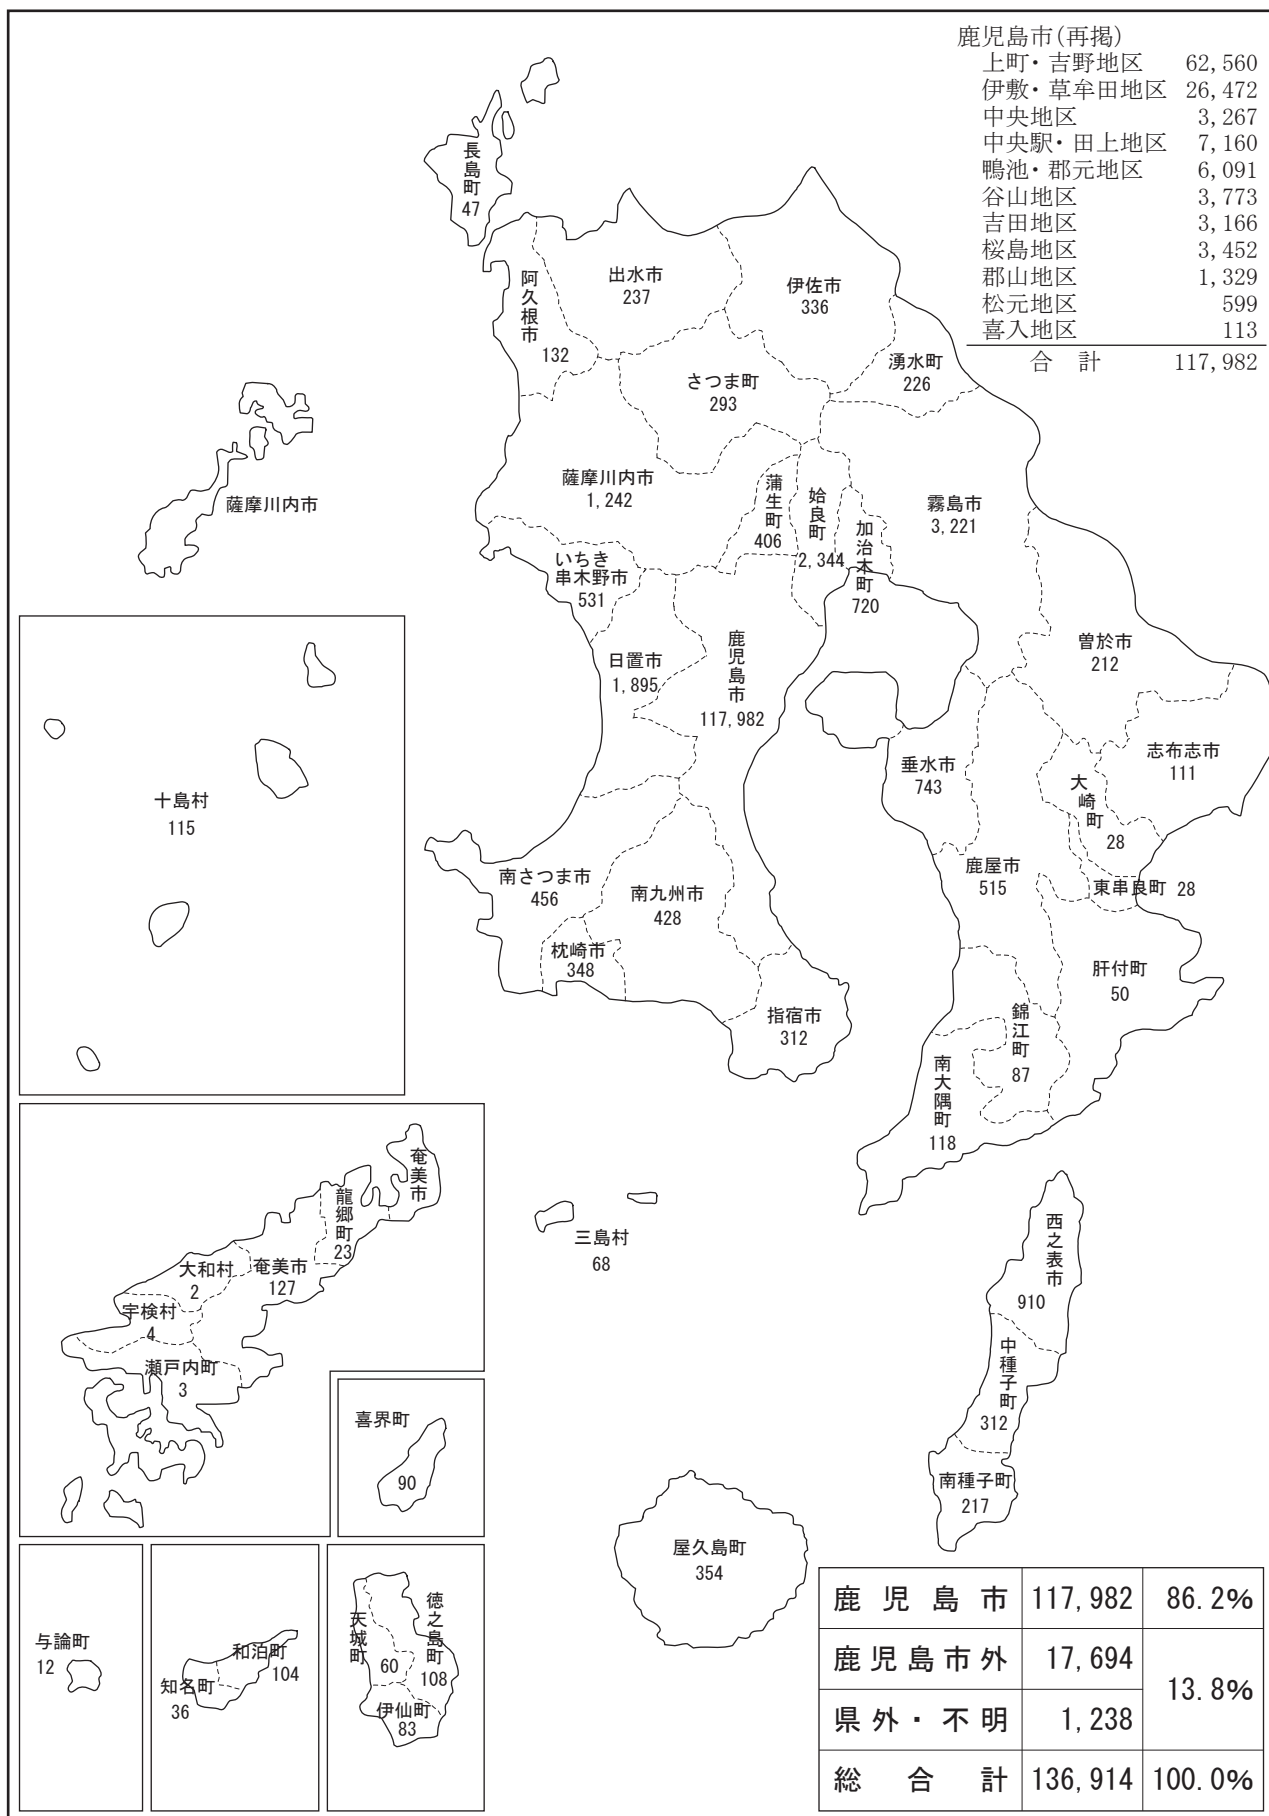 鹿児島市(再掲)
上町・吉野地区 62,560
伊敷・草牟田地区 26,472
中央地区 3,267
中央駅・田上地区 7,160
鴨池・郡元地区 6,091
谷山地区 3,773
吉田地区 3,166
桜島地区 3,452
郡山地区 1,329
松元地区 599
喜入地区 113
合計 117,982
長島町
47
出水市
237
阿久根市
132
伊佐市
336
湧水町
226
さつま町
293
薩摩川内市
1,242
薩摩川内市
蒲生町
406
姶良町
2,344
加治木町
720
霧島市
3,221
いちき
串木野市
531
日置市
1,895
鹿児島市
117,982
曽於市
212
志布志市
111
大崎町
28
垂水市
743
鹿屋市
515
東串良町 28
十島村
115
南さつま市
456
南九州市
428
枕崎市
348
指宿市
312
肝付町
50
錦江町
87
南大隅町
118
奄美市
龍郷町
23
奄美市
127
大和村
2
宇検村
4
瀬戸内町
3
三島村
68
西之表市
910
中種子町
312
南種子町
217
喜界町
90
屋久島町
354
与論町
12
和泊町
104
知名町
36
天城町
60
徳之島町
108
伊仙町
83
鹿児島市 117,982 86.2%
鹿児島市外 17,694
13.8%
県外・不明 1,238
総合計 136,914 100.0%